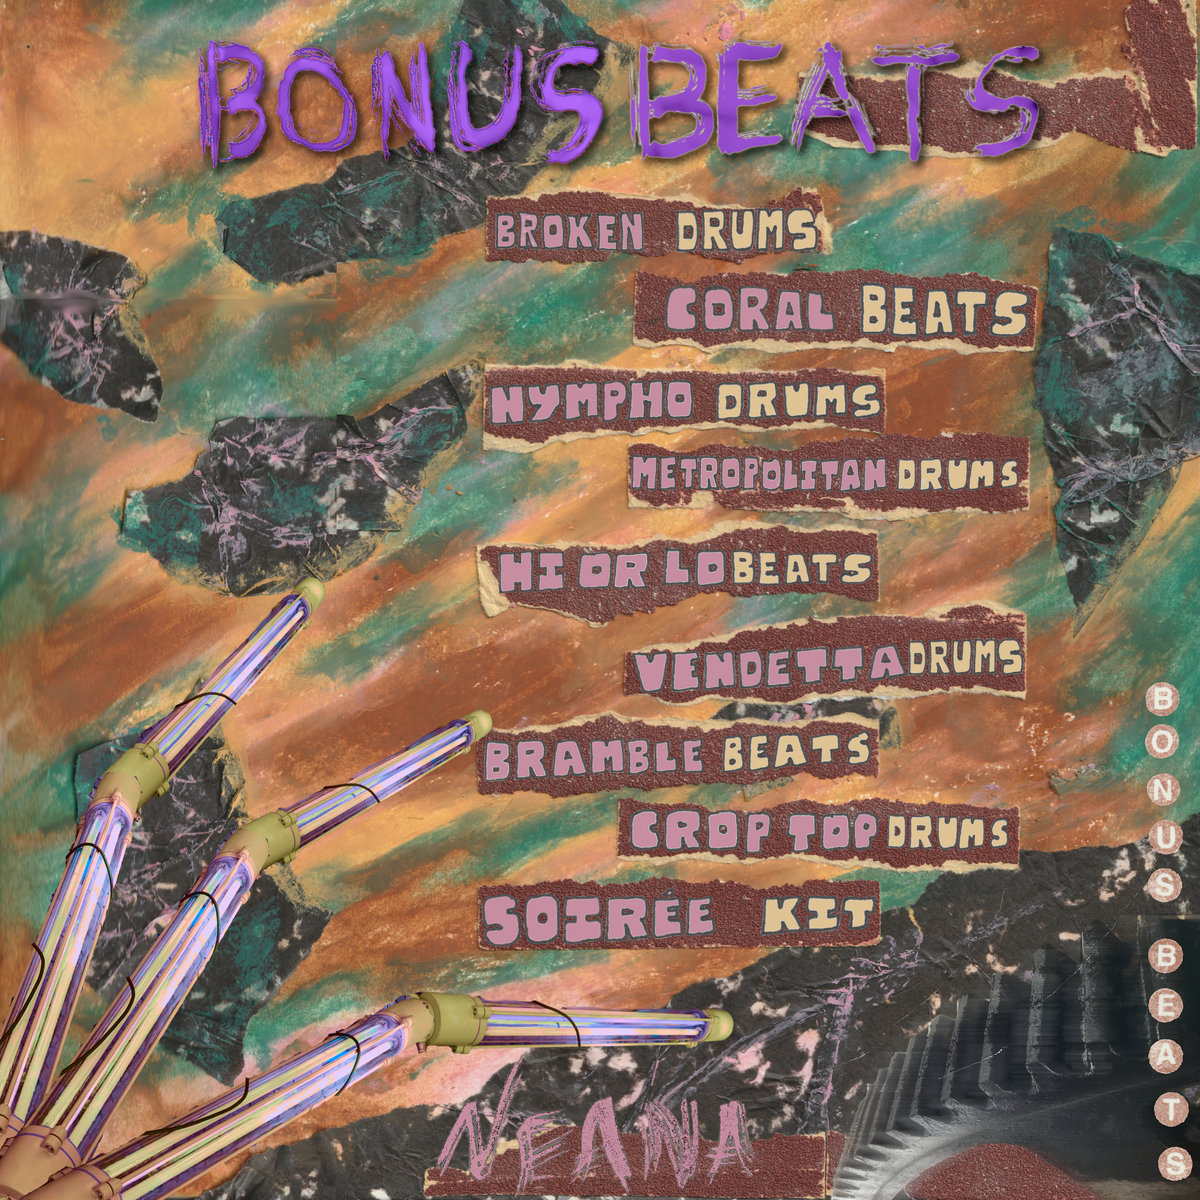 BONUS BEATS
BROKEN DRUMS
CORAL BEATS
NYMPHO DRUMS
METROPOLITAN DRUMS
HI OR LO BEATS
VENDETTA DRUMS
BRAMBLE BEATS
CROP TOP DRUMS
SOIRÉE KIT
NEANA
BONUS BEATS